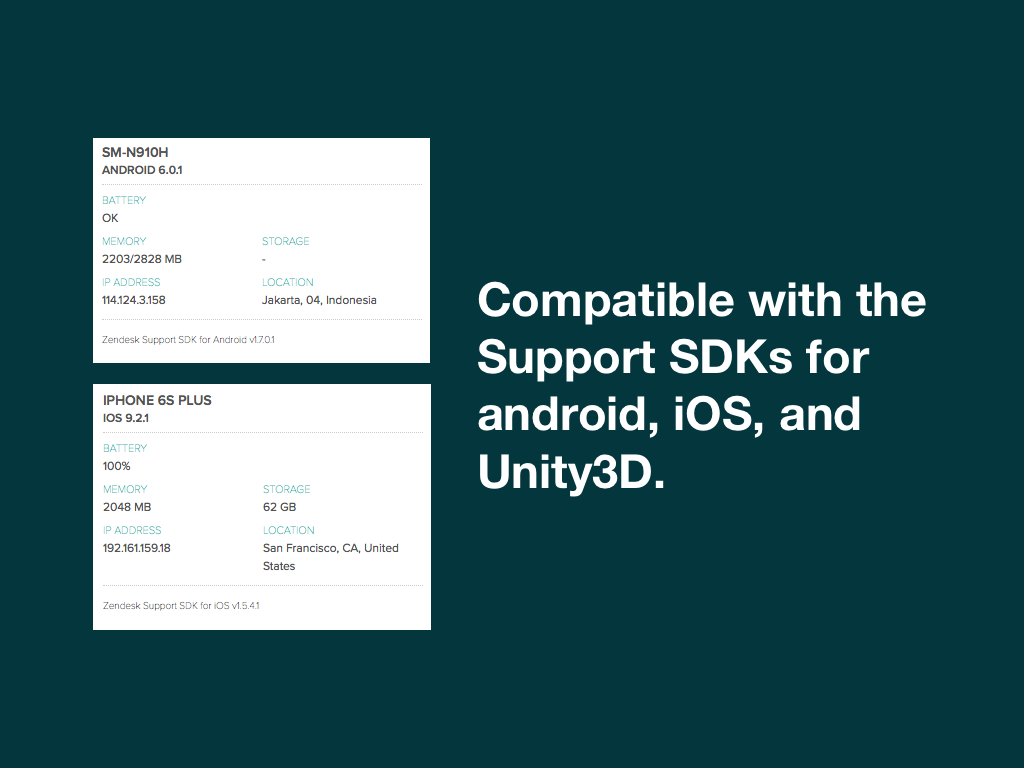 SM-N910H
ANDROID 6.0.1
BATTERY
OK
MEMORY STORAGE
2203/2828 MB -
IP ADDRESS LOCATION
114.124.3.158 Jakarta, 04, Indonesia
Zendesk Support SDK for Android v1.7.0.1
IPHONE 6S PLUS
IOS 9.2.1
BATTERY
100%
MEMORY STORAGE
2048 MB 62 GB
IP ADDRESS LOCATION
192.161.159.18 San Francisco, CA, United
States
Zendesk Support SDK for iOS v1.5.4.1
Compatible with the
Support SDKs for
android, iOS, and
Unity3D.